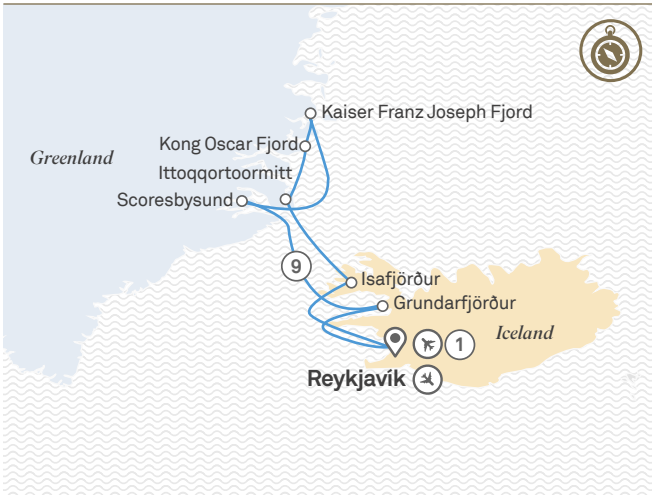 Kaiser Franz Joseph Fjord
Kong Oscar Fjord
Greenland
Ittoqqortoormitt
Scoresbysund
9
Isafjörður
Grundarfjörður
Iceland
1
Reykjavík